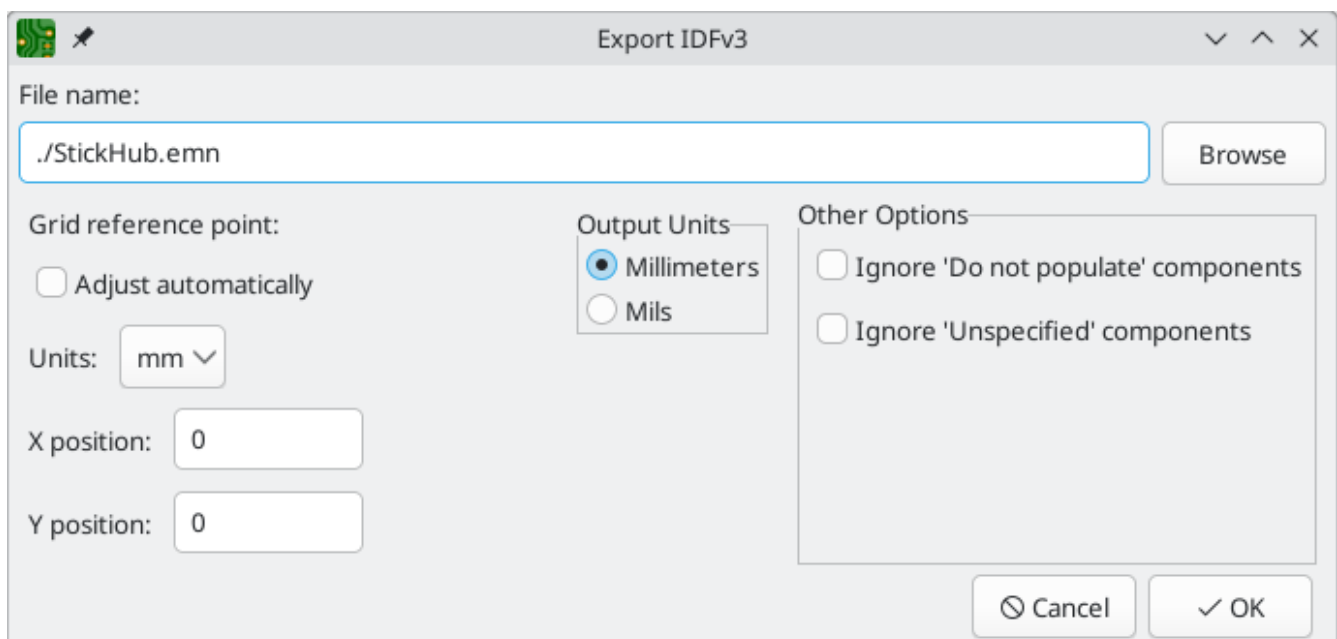 Export IDFv3
File name:
./StickHub.emn
Browse
Grid reference point:
Adjust automatically
Units:
mm
X position:
0
Y position:
0
Output Units
Millimeters
Mils
Other Options
Ignore 'Do not populate' components
Ignore 'Unspecified' components
Cancel
OK